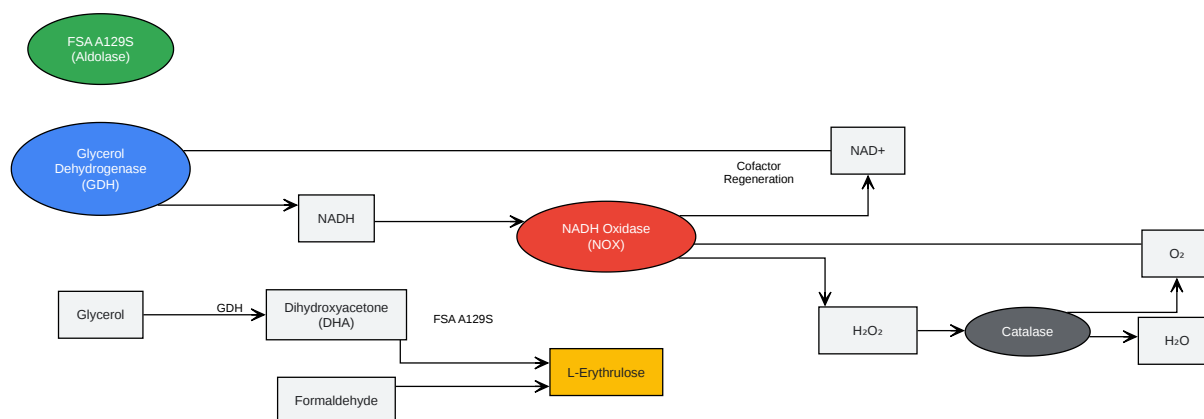 FSA A129S
(Aldolase)
Glycerol
Dehydrogenase
(GDH)
NAD+
Cofactor
Regeneration
NADH
NADH Oxidase
(NOX)
O₂
Glycerol
GDH
Dihydroxyacetone
(DHA)
FSA A129S
H₂O₂
Catalase
H₂O
L-Erythrulose
Formaldehyde